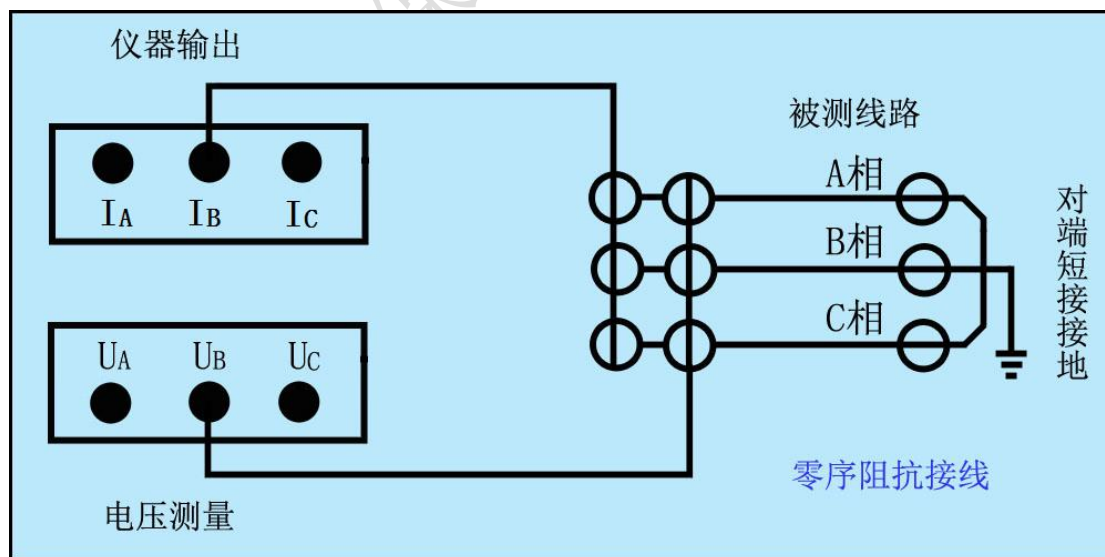 仪器输出
IA IB IC
被测线路
A相
B相
C相
对端短接接地
UA UB UC
电压测量
零序阻抗接线